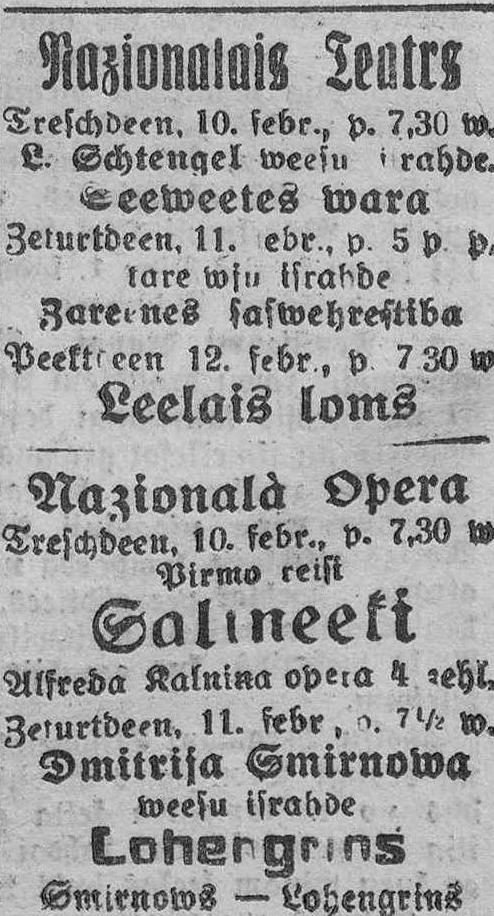 Nazionalais Teatrs
Treschdeen, 10. febr., p. 7,30 w.
L. Schtengel weesu israhde.
Seeweetes wara
Zeturtdeen, 11. febr., p. 5 p. p.
tare wju israhde
Zareenes saswehrestiba
Peektdeen 12. febr., p. 7 30 w
Leelais loms
Nazionalà Opera
Treschdeen, 10. febr., p. 7,30 w
Pirmo reisi
Salineeki
Alfreda Kalnina opera 4 zehl.
Zeturtdeen, 11. febr., p. 7½ w.
Dmitrija Smirnowa
weesu israhde
Lohengrins
Smirnows — Lohengrins